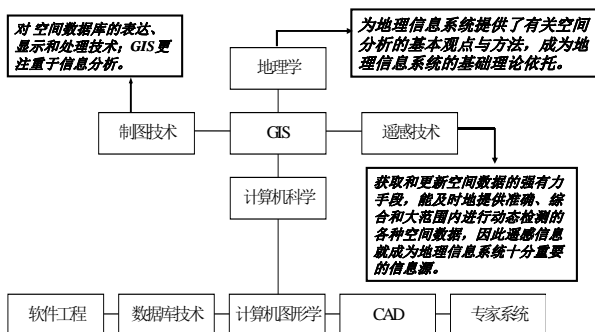 对 空间数据库的表达、
显示和处理技术；GIS更
注重于信息分析。
为地理信息系统提供了有关空间
分析的基本观点与方法，成为
地理信息系统的基础理论依托。
地理学
制图技术
GIS
遥感技术
计算机科学
获取和更新空间数据的强有力
手段，能及时地提供准确、综
合和大范围内进行动态检测的
各种空间数据，因此遥感信息
就成为地理信息系统十分重要
的信息源。
软件工程
数据库技术
计算机图形学
CAD
专家系统